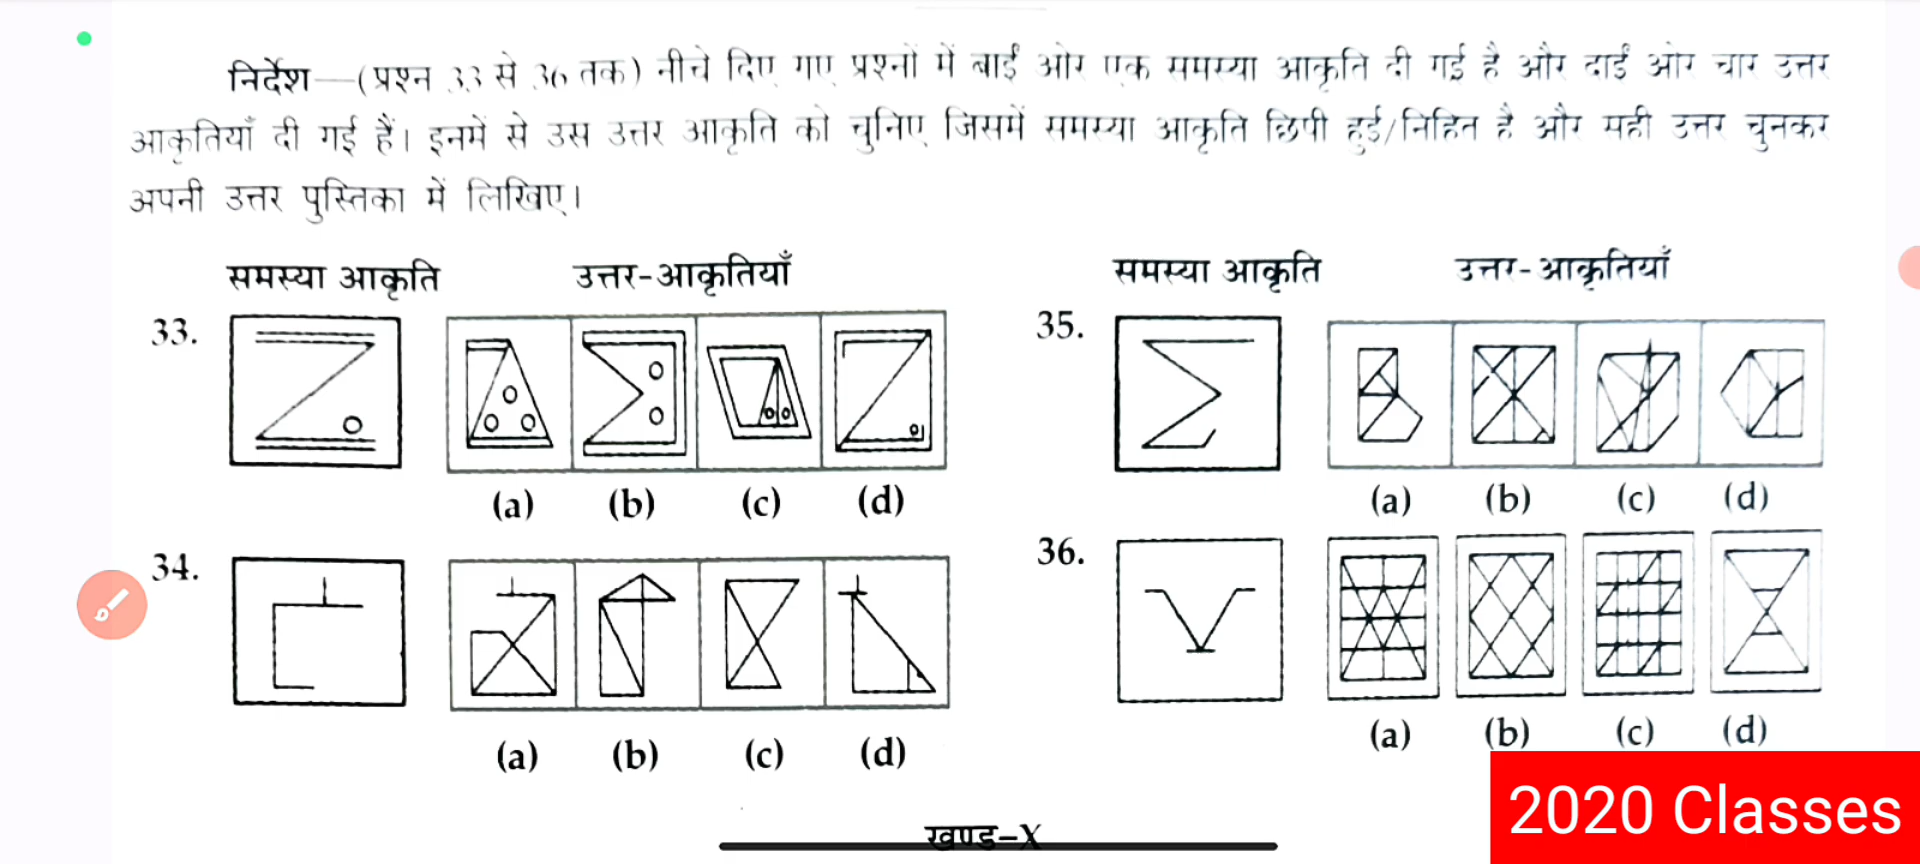 निर्देश—(प्रश्न 33 से 36 तक) नीचे दिए गए प्रश्नों में बाईं ओर एक समस्या आकृति दी गई है और दाईं ओर चार उत्तर
आकृतियाँ दी गई हैं। इनमें से उस उत्तर आकृति को चुनिए जिसमें समस्या आकृति छिपी हुई/निहित है और सही उत्तर चुनकर
अपनी उत्तर पुस्तिका में लिखिए।
समस्या आकृति उत्तर-आकृतियाँ
33.
(a) (b) (c) (d)
34.
(a) (b) (c) (d)
समस्या आकृति उत्तर-आकृतियाँ
35.
(a) (b) (c) (d)
36.
(a) (b) (c) (d)
2020 Classes
खण्ड-X